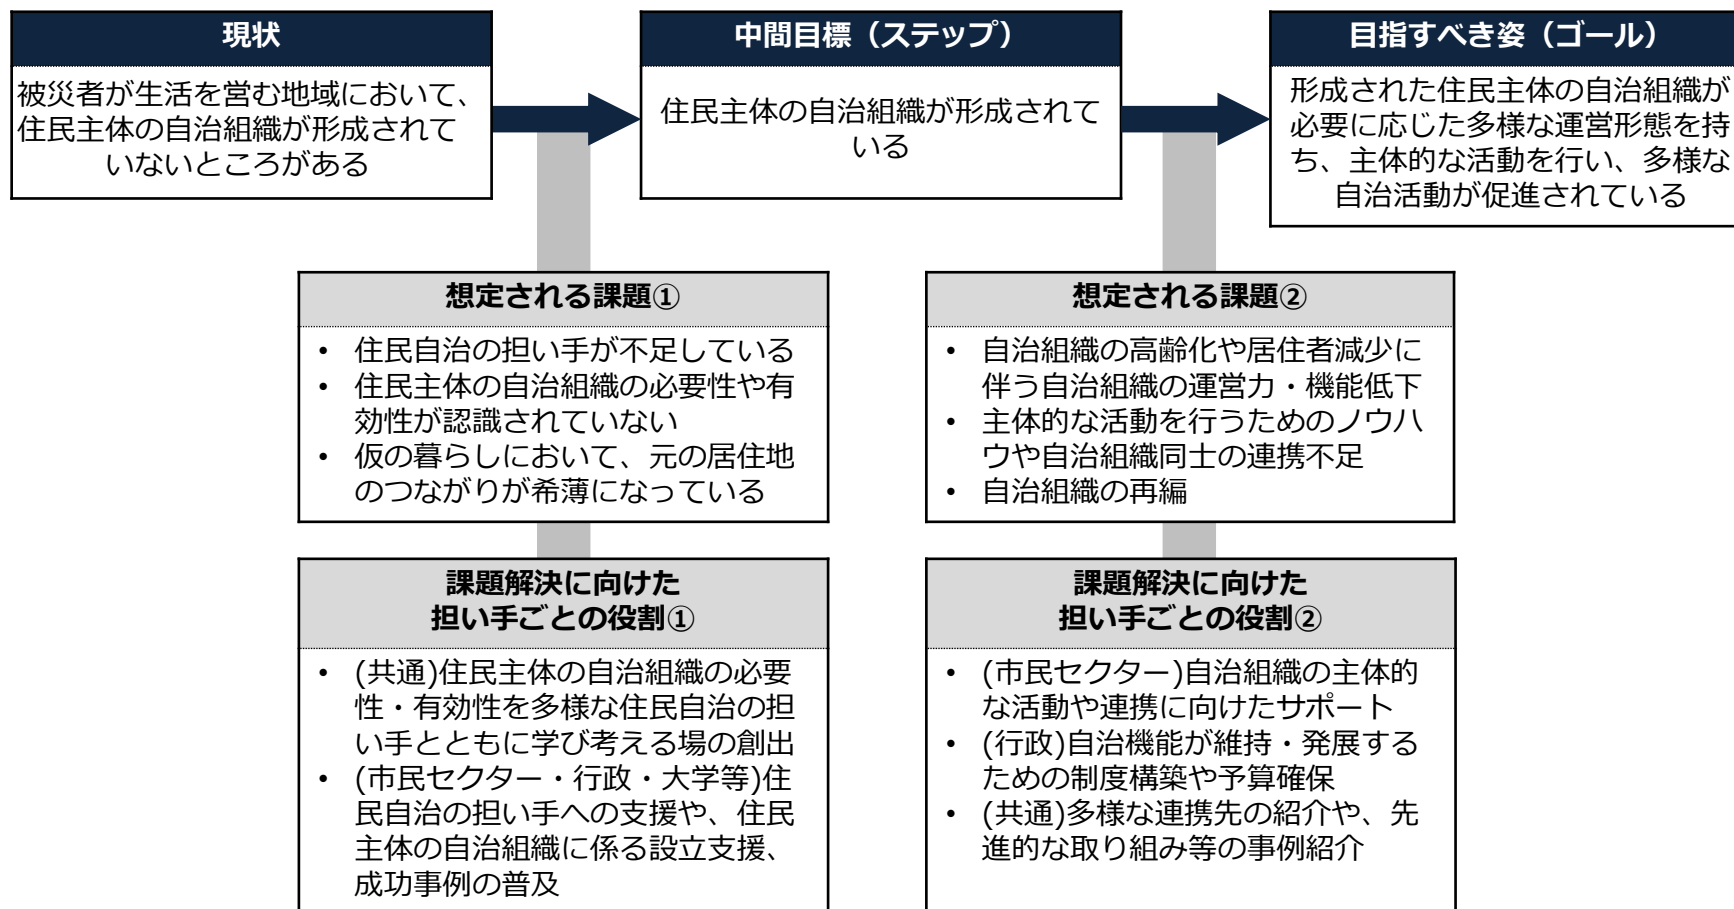 現状
被災者が生活を営む地域において、
住民主体の自治組織が形成されて
いないところがある
中間目標（ステップ）
住民主体の自治組織が形成されて
いる
目指すべき姿（ゴール）
形成された住民主体の自治組織が
必要に応じた多様な運営形態を持
ち、主体的な活動を行い、多様な
自治活動が促進されている
想定される課題①
• 住民自治の担い手が不足している
• 住民主体の自治組織の必要性や有
効性が認識されていない
• 仮の暮らしにおいて、元の居住地
のつながりが希薄になっている
想定される課題②
• 自治組織の高齢化や居住者減少に
伴う自治組織の運営力・機能低下
• 主体的な活動を行うためのノウハ
ウや自治組織同士の連携不足
• 自治組織の再編
課題解決に向けた
担い手ごとの役割①
• (共通)住民主体の自治組織の必要
性・有効性を多様な住民自治の担
い手とともに学び考える場の創出
• (市民セクター・行政・大学等)住
民自治の担い手への支援や、住民
主体の自治組織に係る設立支援、
成功事例の普及
課題解決に向けた
担い手ごとの役割②
• (市民セクター)自治組織の主体的
な活動や連携に向けたサポート
• (行政)自治機能が維持・発展する
ための制度構築や予算確保
• (共通)多様な連携先の紹介や、先
進的な取り組み等の事例紹介